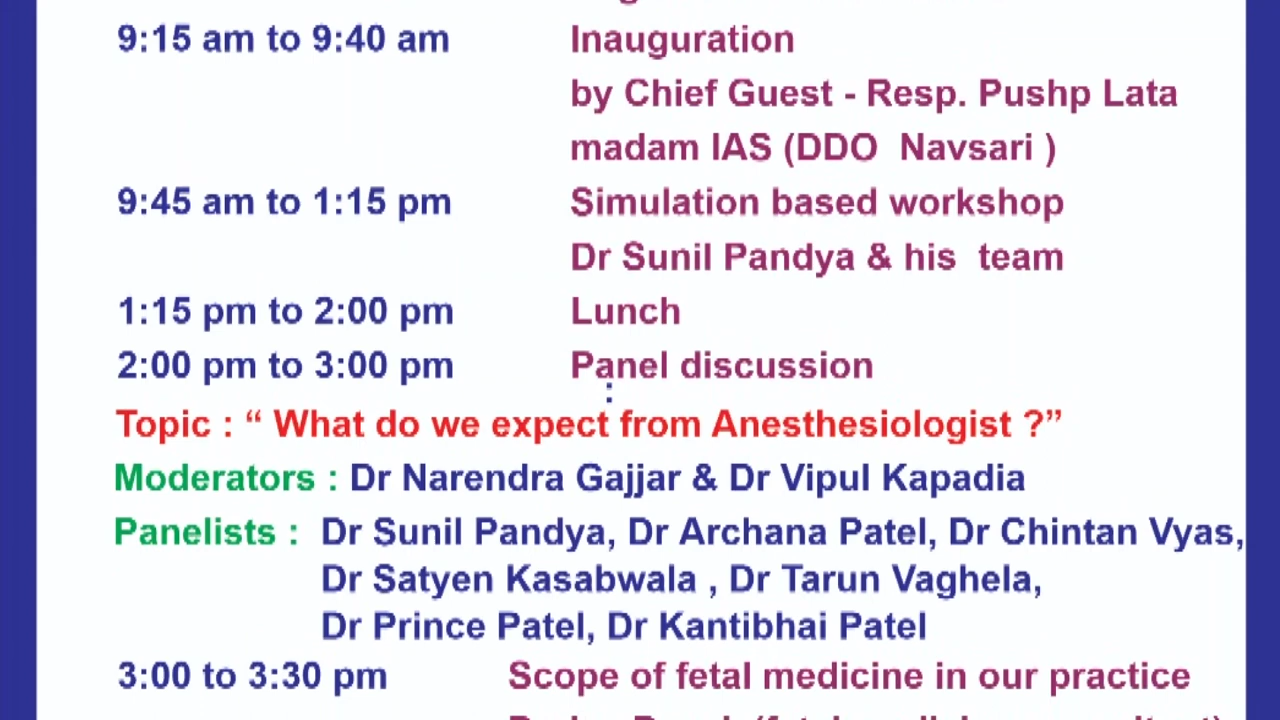 9:15 am to 9:40 am Inauguration
by Chief Guest - Resp. Pushp Lata
madam IAS (DDO Navsari )
9:45 am to 1:15 pm Simulation based workshop
Dr Sunil Pandya & his team
1:15 pm to 2:00 pm Lunch
2:00 pm to 3:00 pm Panel discussion
:
Topic : “ What do we expect from Anesthesiologist ?”
Moderators : Dr Narendra Gajjar & Dr Vipul Kapadia
Panelists : Dr Sunil Pandya, Dr Archana Patel, Dr Chintan Vyas,
Dr Satyen Kasabwala , Dr Tarun Vaghela,
Dr Prince Patel, Dr Kantibhai Patel
3:00 to 3:30 pm Scope of fetal medicine in our practice